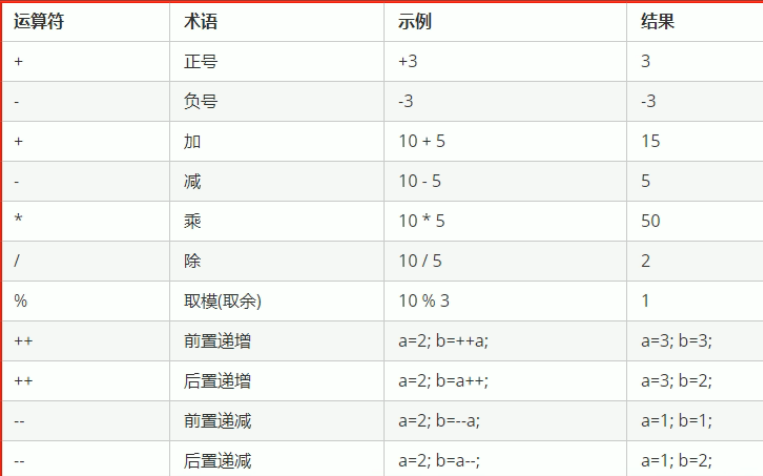 运算符 术语 示例 结果
+ 正号 +3 3
- 负号 -3 -3
+ 加 10 + 5 15
- 减 10 - 5 5
* 乘 10 * 5 50
/ 除 10 / 5 2
% 取模(取余) 10 % 3 1
++ 前置递增 a=2; b=++a; a=3; b=3;
++ 后置递增 a=2; b=a++; a=3; b=2;
-- 前置递减 a=2; b=--a; a=1; b=1;
-- 后置递减 a=2; b=a--; a=1; b=2;